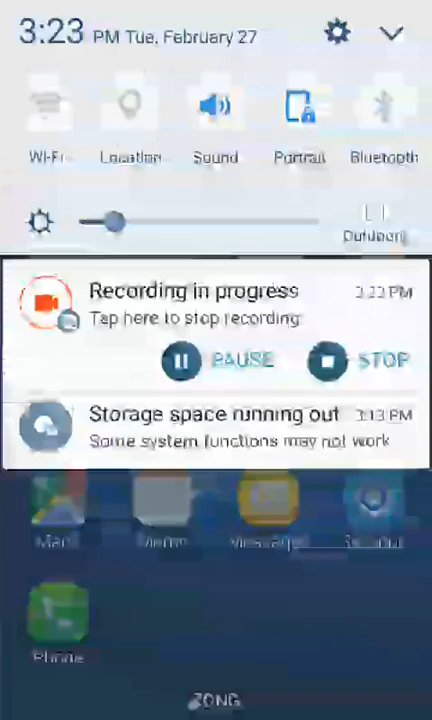 3:23 PM Tue, February 27
Wi-Fi Location Sound Portrait Bluetooth
Outdoor
Recording in progress 3:23 PM
Tap here to stop recording
PAUSE STOP
Storage space running out 3:13 PM
Some system functions may not work
Memo
Phone
ZONG